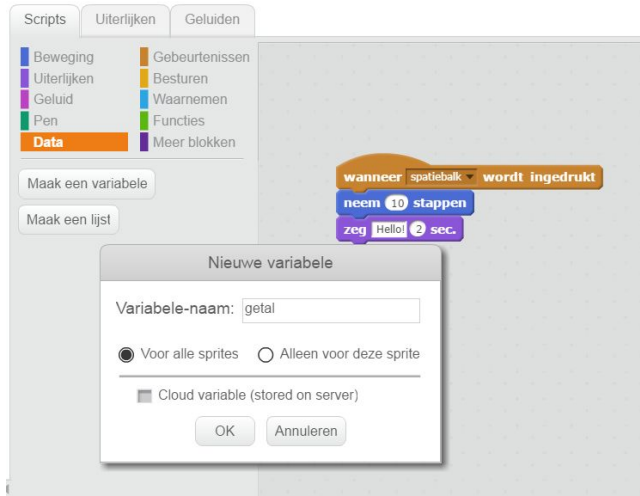 Scripts Uiterlijken Geluiden
Beweging Gebeurtenissen
Uiterlijken Besturen
Geluid Waarnemen
Pen Functies
Data Meer blokken
Maak een variabele
Maak een lijst
wanneer spatiebalk wordt ingedrukt
neem 10 stappen
zeg Hello! 2 sec.
Nieuwe variabele
Variabele-naam: getal
Voor alle sprites Alleen voor deze sprite
Cloud variable (stored on server)
OK Annuleren